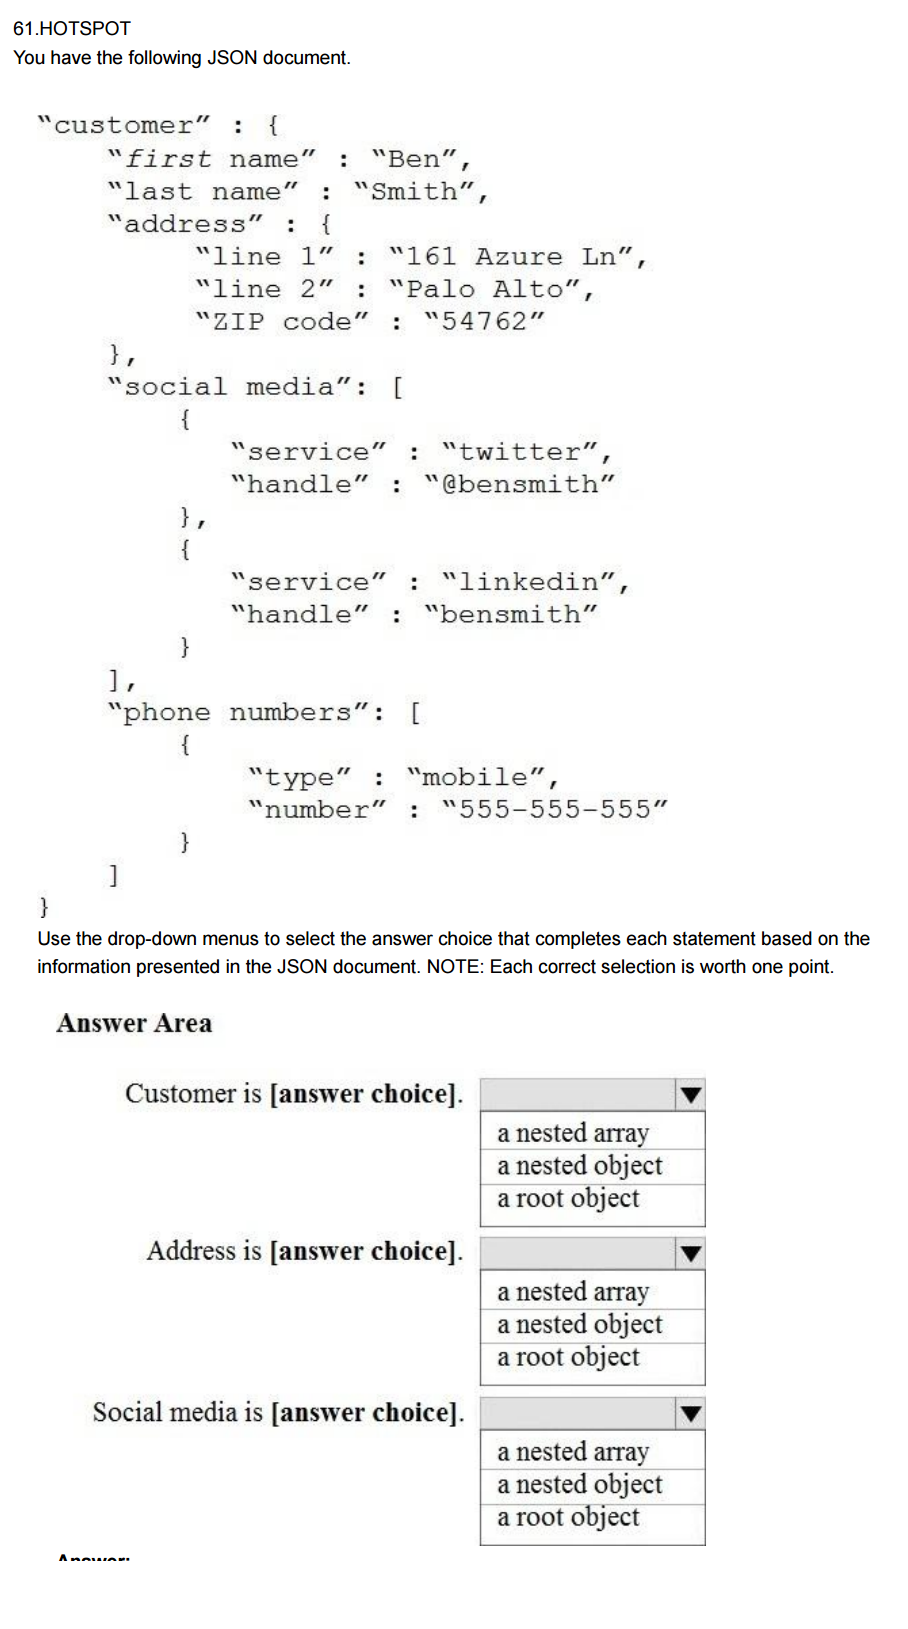 61.HOTSPOT
You have the following JSON document.
“customer” : {
“first name” : “Ben”,
“last name” : “Smith”,
“address” : {
“line 1” : “161 Azure Ln”,
“line 2” : “Palo Alto”,
“ZIP code” : “54762”
},
“social media”: [
{
“service” : “twitter”,
“handle” : “@bensmith”
},
{
“service” : “linkedin”,
“handle” : “bensmith”
}
],
“phone numbers”: [
{
“type” : “mobile”,
“number” : “555-555-555”
}
]
}
Use the drop-down menus to select the answer choice that completes each statement based on the
information presented in the JSON document. NOTE: Each correct selection is worth one point.
Answer Area
Customer is [answer choice].
a nested array
a nested object
a root object
Address is [answer choice].
a nested array
a nested object
a root object
Social media is [answer choice].
a nested array
a nested object
a root object
Answer: